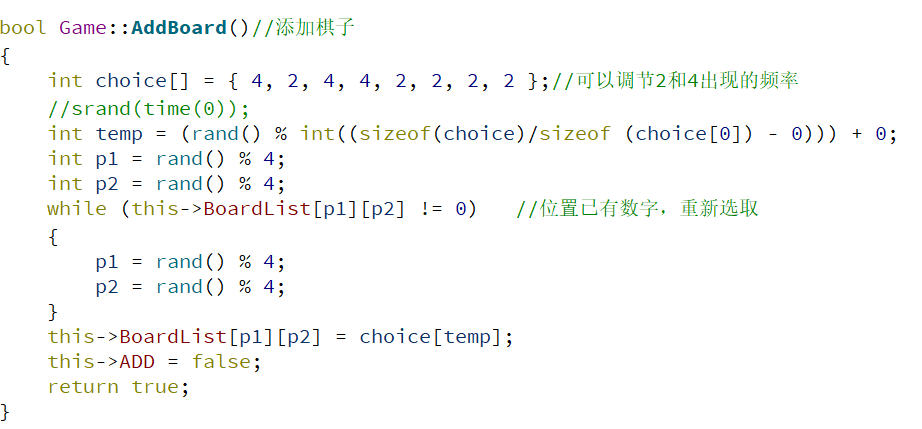 bool Game::AddBoard()//添加棋子
{
    int choice[] = { 4, 2, 4, 4, 2, 2, 2, 2 };//可以调节2和4出现的频率
    //srand(time(0));
    int temp = (rand() % int((sizeof(choice)/sizeof (choice[0]) - 0))) + 0;
    int p1 = rand() % 4;
    int p2 = rand() % 4;
    while (this->BoardList[p1][p2] != 0)   //位置已有数字，重新选取
    {
        p1 = rand() % 4;
        p2 = rand() % 4;
    }
    this->BoardList[p1][p2] = choice[temp];
    this->ADD = false;
    return true;
}